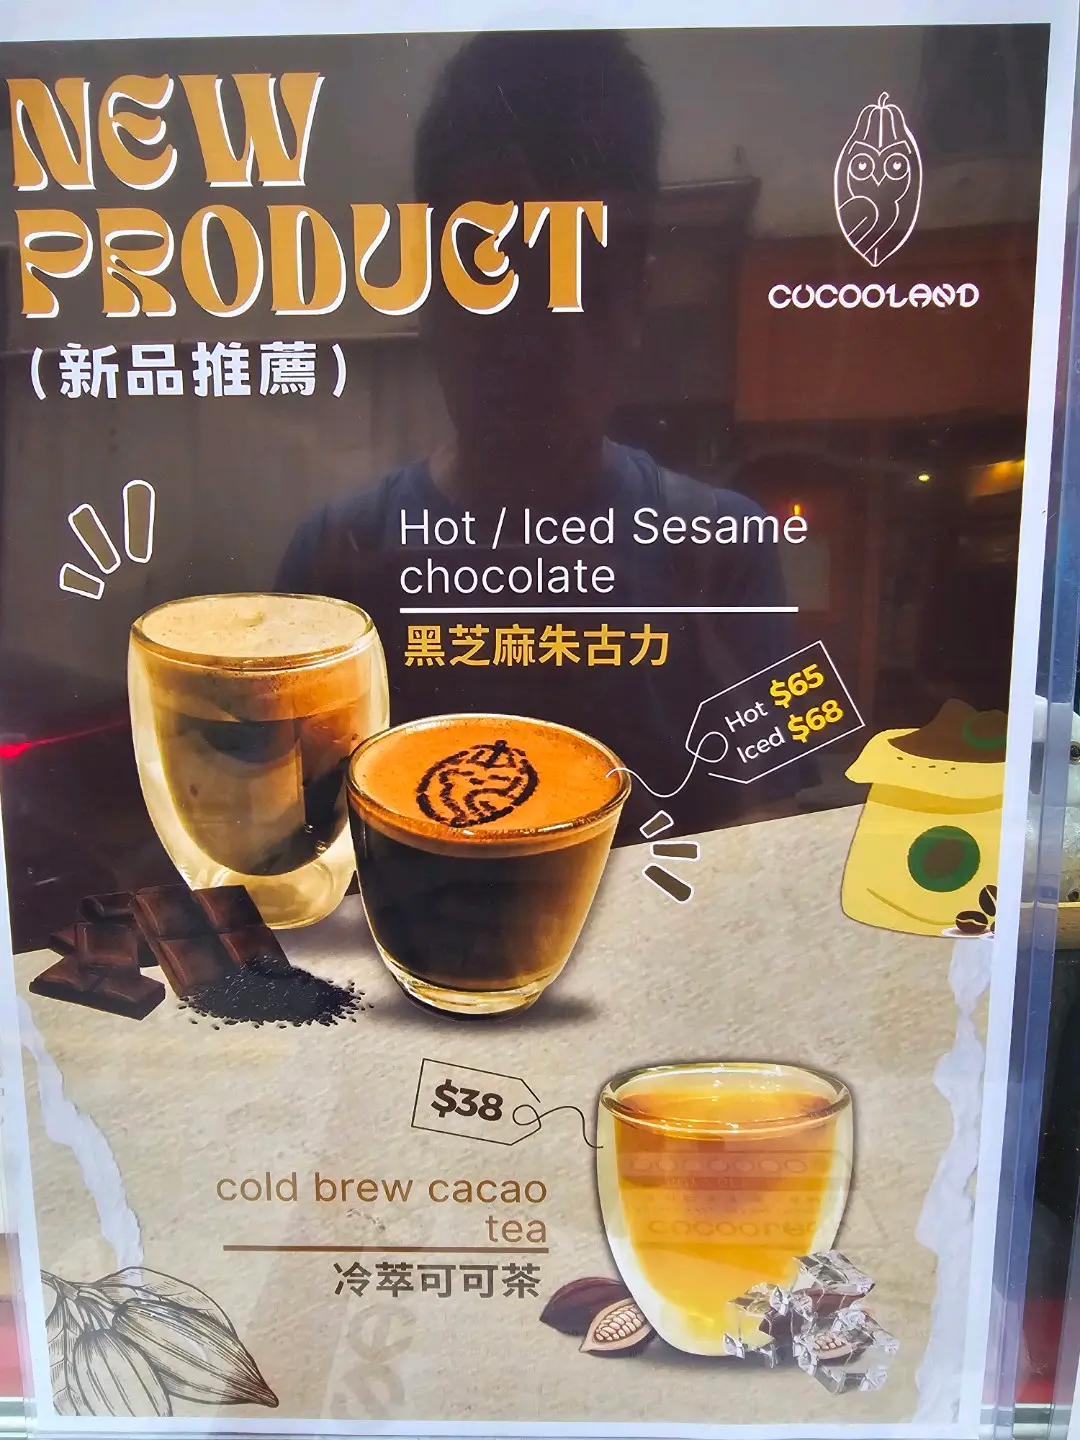 NEW
PRODUCT
(新品推薦)
COCOOLAND
Hot / Iced Sesame
chocolate
黑芝麻朱古力
Hot $65
Iced $68
$38
cold brew cacao
tea
冷萃可可茶